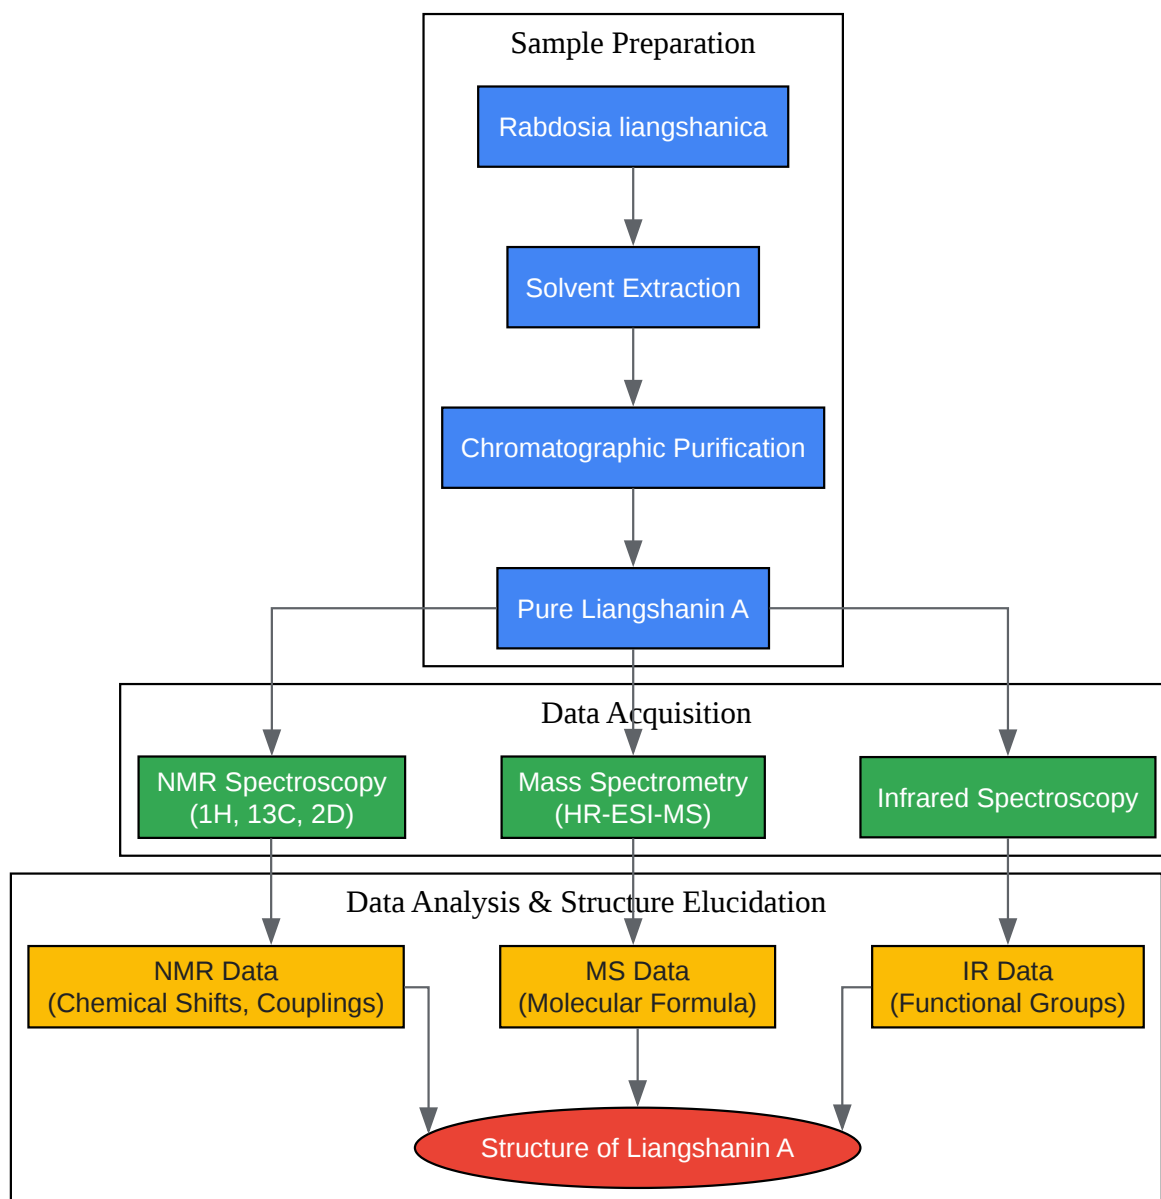 Sample Preparation
Rabdosia liangshanica
Solvent Extraction
Chromatographic Purification
Pure Liangshanin A
Data Acquisition
NMR Spectroscopy
(1H, 13C, 2D)
Mass Spectrometry
(HR-ESI-MS)
Infrared Spectroscopy
Data Analysis & Structure Elucidation
NMR Data
(Chemical Shifts, Couplings)
MS Data
(Molecular Formula)
IR Data
(Functional Groups)
Structure of Liangshanin A